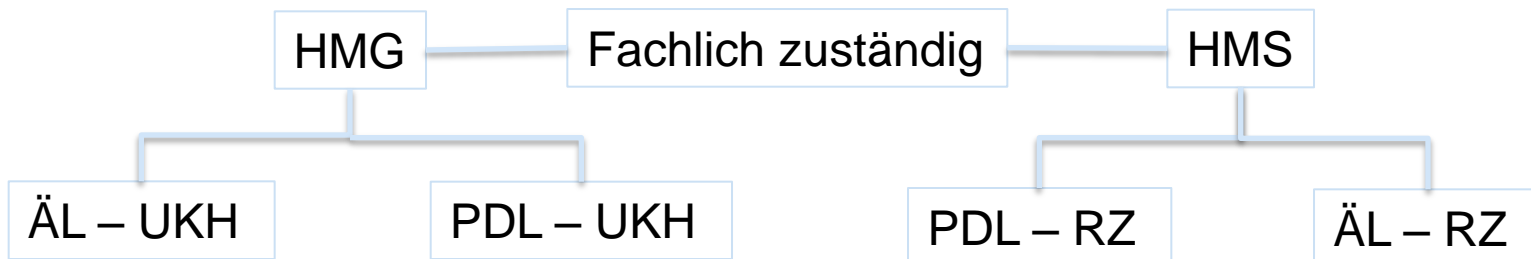 HMG
Fachlich zuständig
HMS
ÄL – UKH
PDL – UKH
PDL – RZ
ÄL – RZ